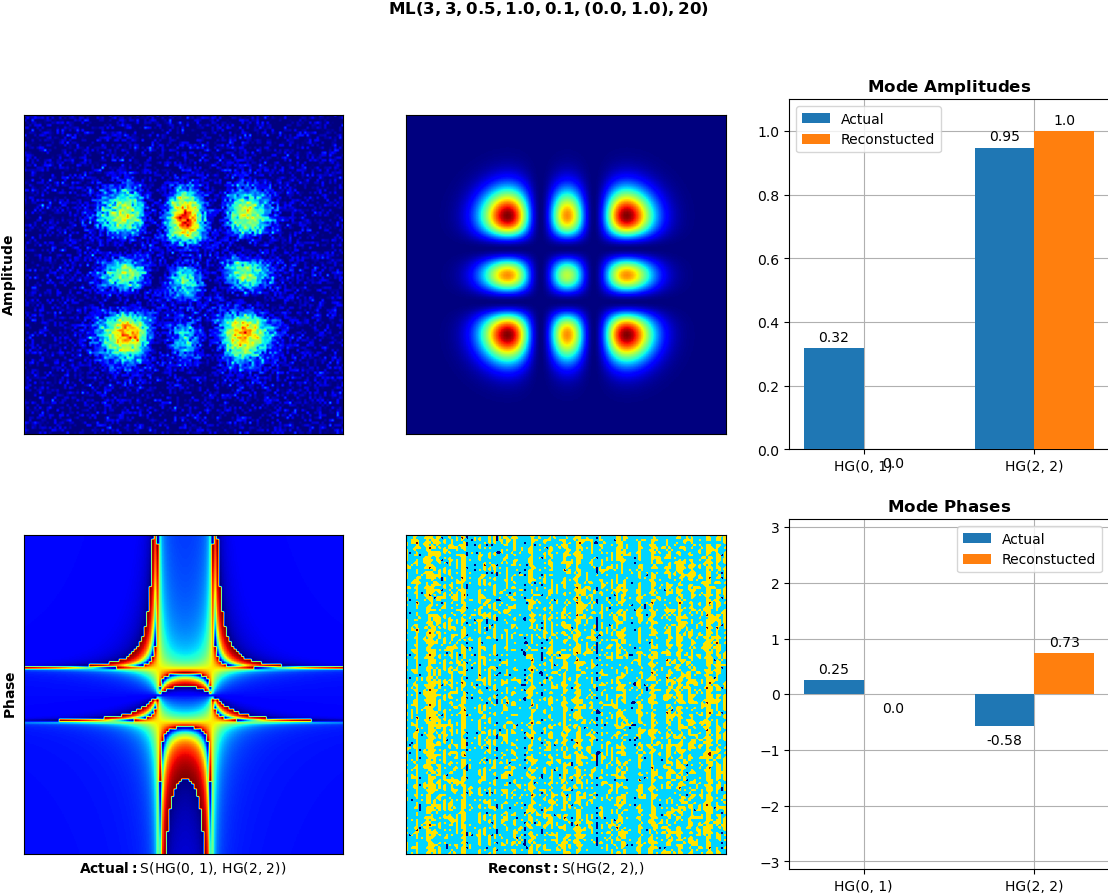 ML(3, 3, 0.5, 1.0, 0.1, (0.0, 1.0), 20)
Amplitude
Mode Amplitudes
Actual
Reconstucted
1.0
0.8
0.6
0.4
0.2
0.0
0.32
0.0
0.95
1.0
HG(0, 1)
HG(2, 2)
Phase
Actual: S(HG(0, 1), HG(2, 2))
Reconst: S(HG(2, 2),)
Mode Phases
Actual
Reconstucted
3
2
1
0
−1
−2
−3
0.25
0.0
-0.58
0.73
HG(0, 1)
HG(2, 2)